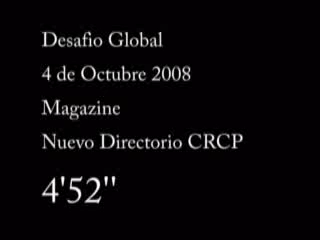 Desafio Global
4 de Octubre 2008
Magazine
Nuevo Directorio CRCP
4'52"